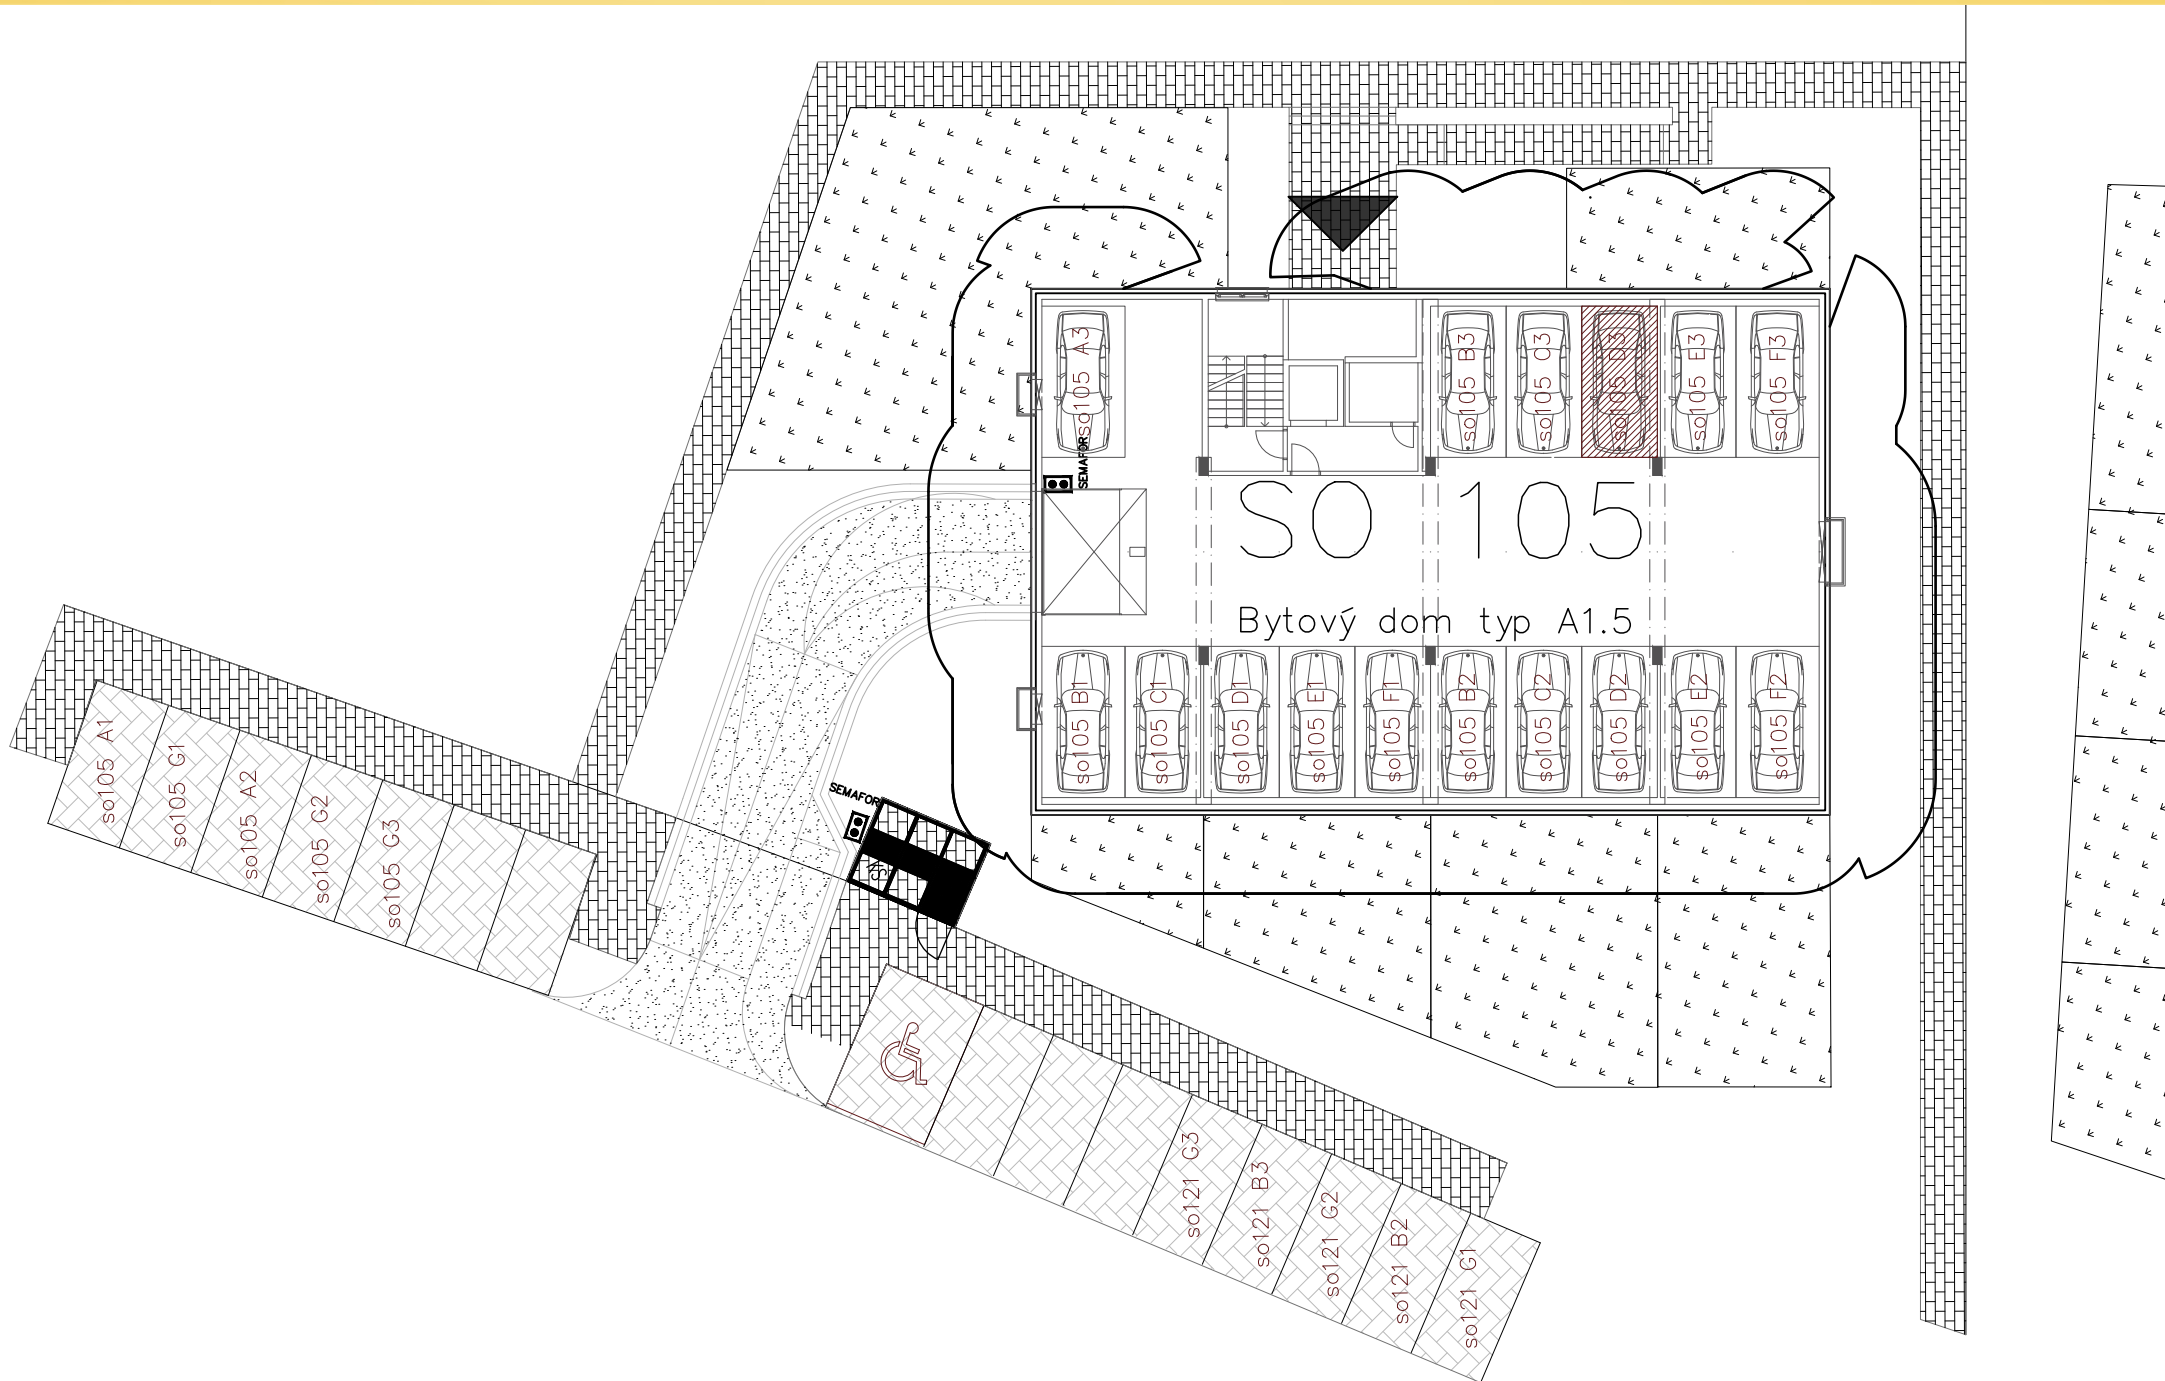 so105 A3
so105 B3
so105 C3
so105 D3
so105 E3
so105 F3
SEMAFOR
SO 105
Bytový dom typ A1.5
so105 B1
so105 C1
so105 D1
so105 E1
so105 F1
so105 B2
so105 C2
so105 D2
so105 E2
so105 F2
so105 A1
so105 G1
so105 A2
so105 G2
so105 G3
SEMAFOR
so121 G3
so121 B3
so121 G2
so121 B2
so121 G1